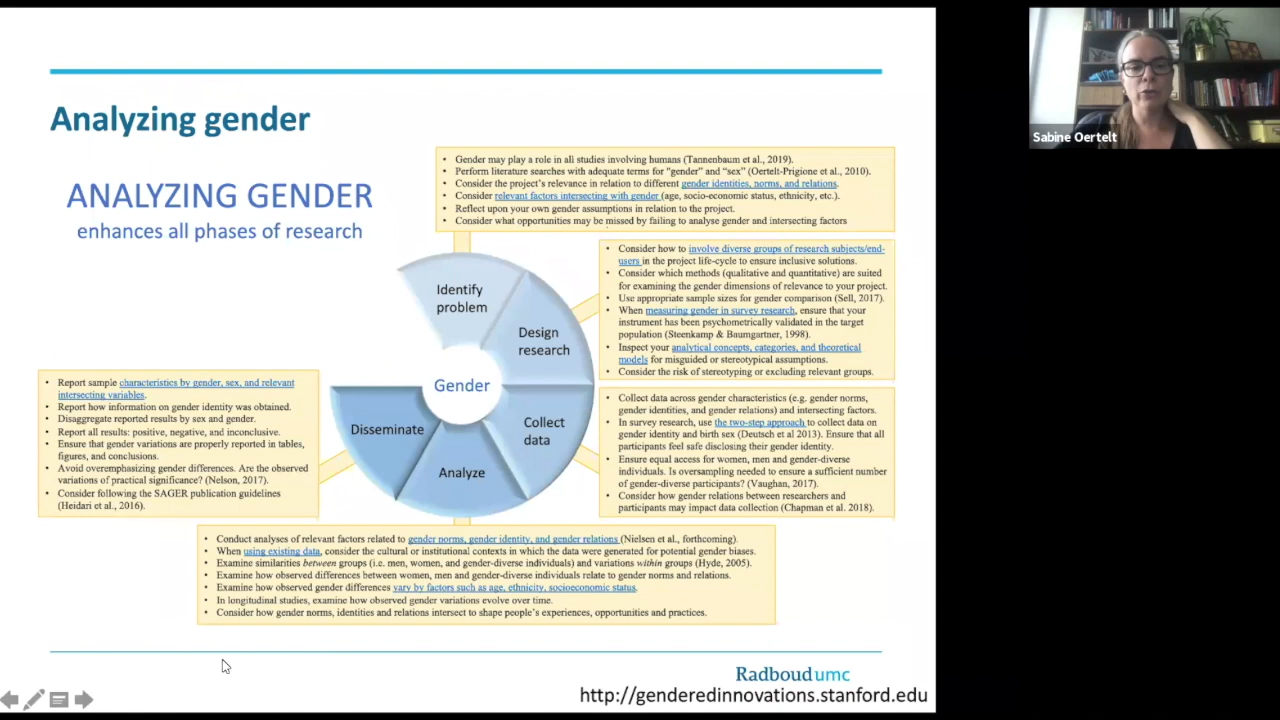 Analyzing gender
ANALYZING GENDER
enhances all phases of research
• Gender may play a role in all studies involving humans (Tannenbaum et al., 2019).
• Perform literature searches with adequate terms for "gender" and "sex" (Oertelt-Prigione et al., 2010).
• Consider the project's relevance in relation to different gender identities, norms, and relations.
• Consider relevant factors intersecting with gender (age, socio-economic status, ethnicity, etc.).
• Reflect upon your own gender assumptions in relation to the project.
• Consider what opportunities may be missed by failing to analyse gender and intersecting factors
• Consider how to involve diverse groups of research subjects/end-
users in the project life-cycle to ensure inclusive solutions.
• Consider which methods (qualitative and quantitative) are suited
for examining the gender dimensions of relevance to your project.
• Use appropriate sample sizes for gender comparison (Sell, 2017).
• When measuring gender in survey research, ensure that your
instrument has been psychometrically validated in the target
population (Steenkamp & Baumgartner, 1998).
• Inspect your analytical concepts, categories, and theoretical
models for misguided or stereotypical assumptions.
• Consider the risk of stereotyping or excluding relevant groups.
• Collect data across gender characteristics (e.g. gender norms,
gender identities, and gender relations) and intersecting factors.
• In survey research, use the two-step approach to collect data on
gender identity and birth sex (Deutsch et al 2013). Ensure that all
participants feel safe disclosing their gender identity.
• Ensure equal access for women, men and gender-diverse
individuals. Is oversampling needed to ensure a sufficient number
of gender-diverse participants? (Vaughan, 2017).
• Consider how gender relations between researchers and
participants may impact data collection (Chapman et al. 2018).
Identify
problem
Design
research
Gender
Collect
data
Analyze
Disseminate
• Report sample characteristics by gender, sex, and relevant
intersecting variables.
• Report how information on gender identity was obtained.
• Disaggregate reported results by sex and gender.
• Report all results: positive, negative, and inconclusive.
• Ensure that gender variations are properly reported in tables,
figures, and conclusions.
• Avoid overemphasizing gender differences. Are the observed
variations of practical significance? (Nelson, 2017).
• Consider following the SAGER publication guidelines
(Heidari et al., 2016).
• Conduct analyses of relevant factors related to gender norms, gender identity, and gender relations (Nielsen et al., forthcoming).
• When using existing data, consider the cultural or institutional contexts in which the data were generated for potential gender biases.
• Examine similarities between groups (i.e. men, women, and gender-diverse individuals) and variations within groups (Hyde, 2005).
• Examine how observed differences between women, men and gender-diverse individuals relate to gender norms and relations.
• Examine how observed gender differences vary by factors such as age, ethnicity, socioeconomic status.
• In longitudinal studies, examine how observed gender variations evolve over time.
• Consider how gender norms, identities and relations intersect to shape people's experiences, opportunities and practices.
Radboudumc
http://genderedinnovations.stanford.edu
Sabine Oertelt